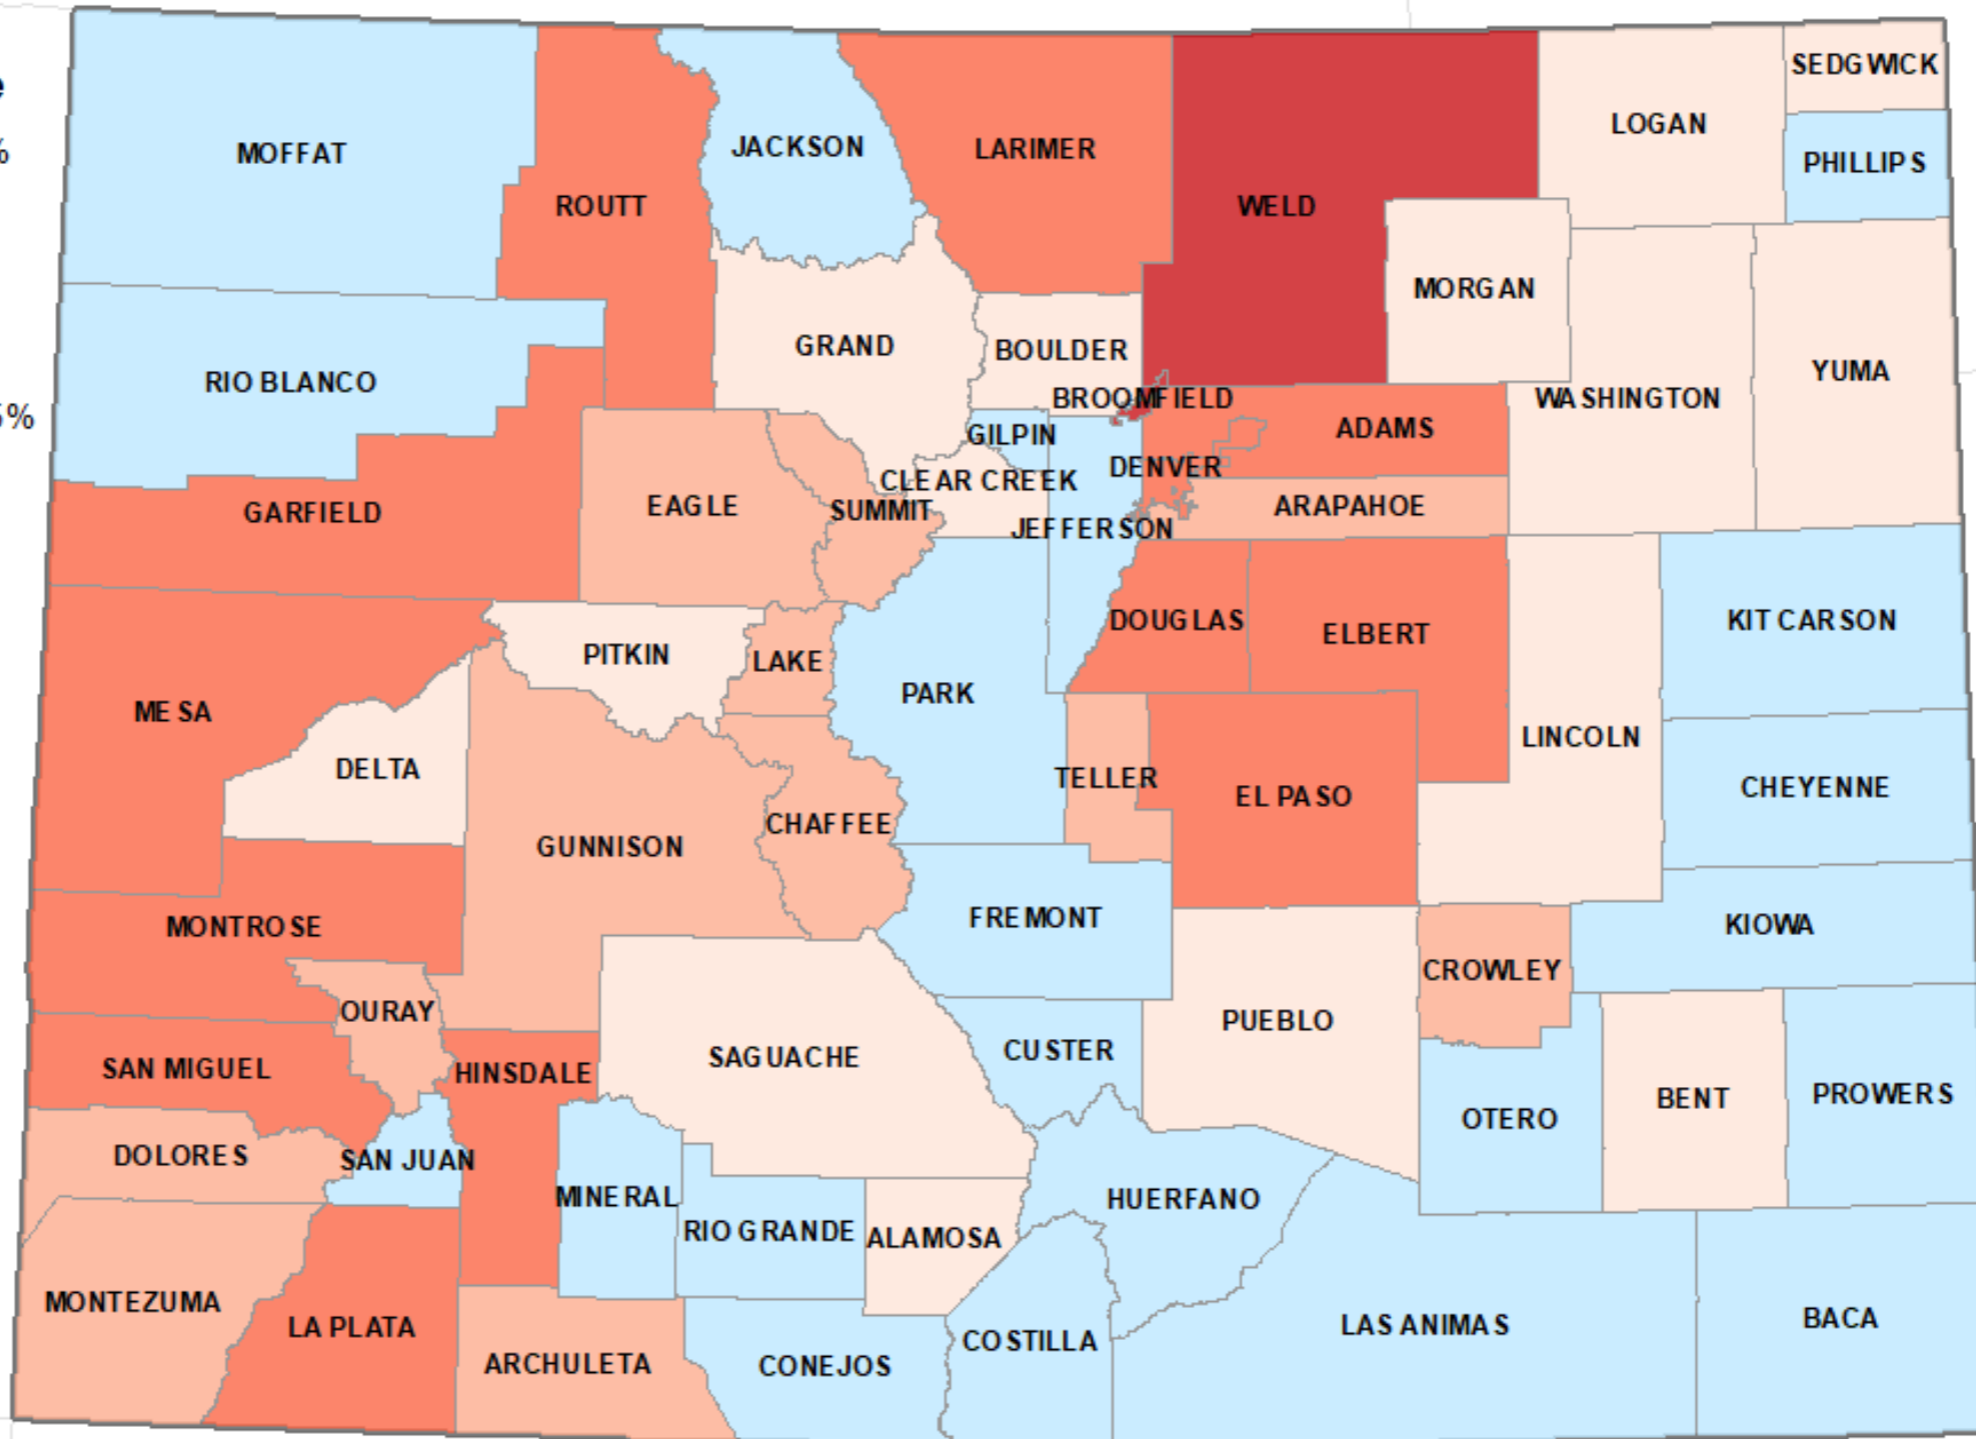 e
%
5%
SEDGWICK
LOGAN
PHILLIPS
MOFFAT
JACKSON
LARIMER
ROUTT
WELD
MORGAN
GRAND
BOULDER
YUMA
RIO BLANCO
BROOMFIELD
WASHINGTON
GILPIN
ADAMS
DENVER
CLEAR CREEK
EAGLE
SUMMIT
ARAPAHOE
GARFIELD
JEFFERSON
DOUGLAS
ELBERT
KIT CARSON
PITKIN
LAKE
PARK
MESA
LINCOLN
DELTA
TELLER
EL PASO
CHEYENNE
GUNNISON
CHAFFEE
MONTROSE
FREMONT
KIOWA
CROWLEY
OURAY
PUEBLO
SAN MIGUEL
HINSDALE
SAGUACHE
CUSTER
BENT
PROWERS
OTERO
DOLORES
SAN JUAN
MINERAL
HUERFANO
RIO GRANDE
ALAMOSA
MONTEZUMA
LA PLATA
LAS ANIMAS
BACA
ARCHULETA
CONEJOS
COSTILLA